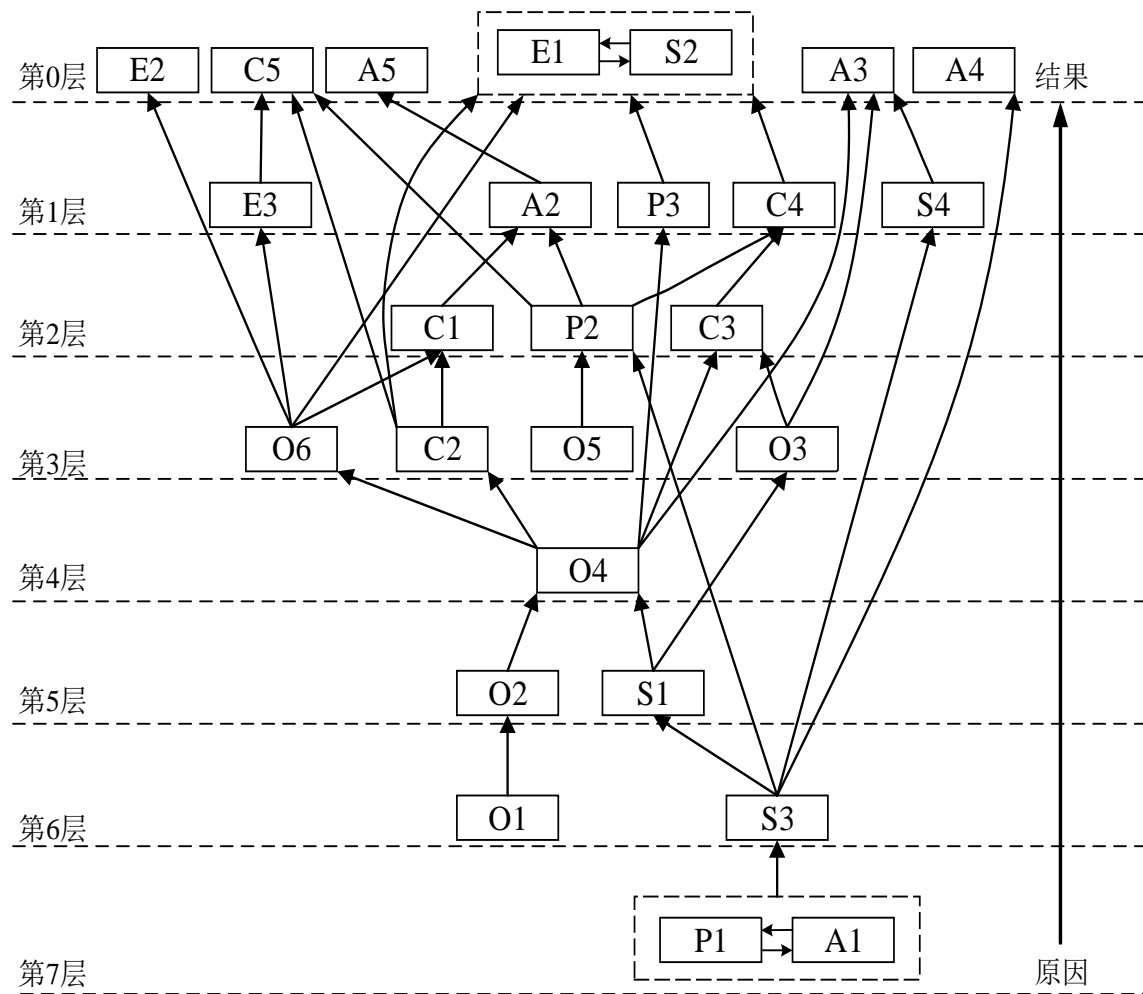 E1 S2
第0层 E2 C5 A5 A3 A4 结果
第1层 E3 A2 P3 C4 S4
第2层 C1 P2 C3
第3层 O6 C2 O5 O3
第4层 O4
第5层 O2 S1
第6层 O1 S3
P1 A1
第7层 原因